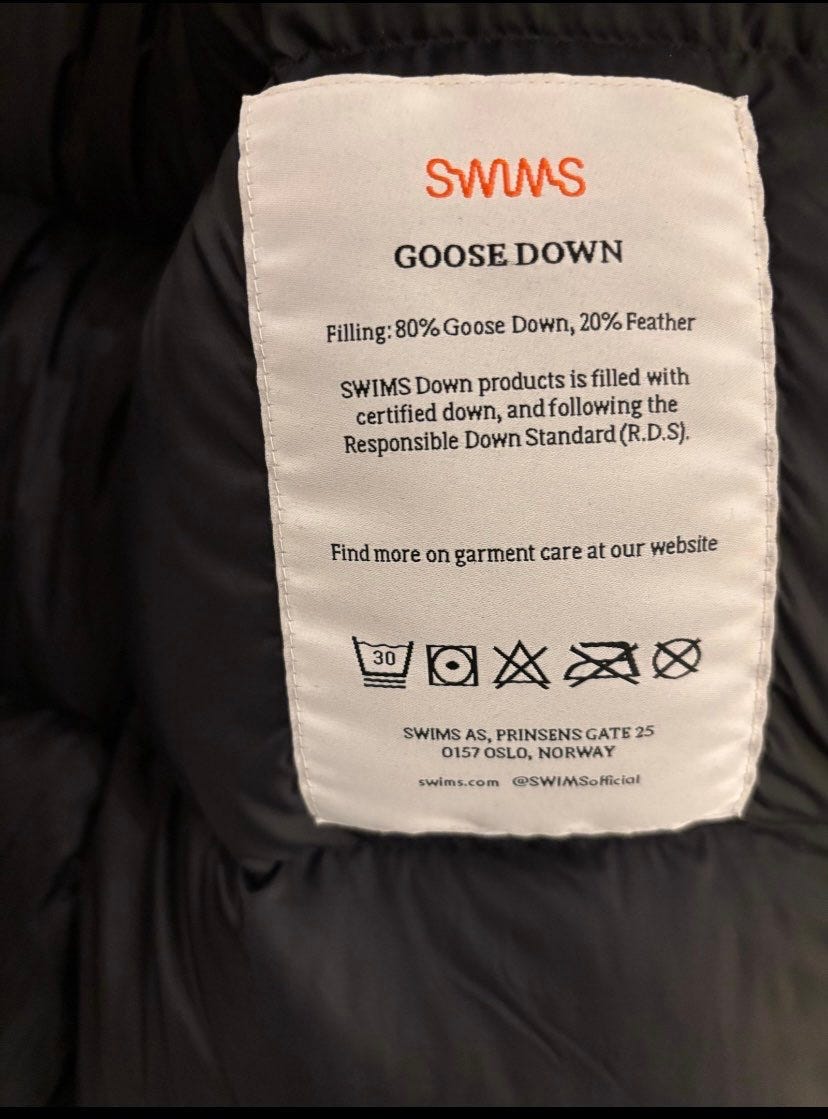 SWIMS
GOOSE DOWN
Filling: 80% Goose Down, 20% Feather
SWIMS Down products is filled with
certified down, and following the
Responsible Down Standard (R.D.S).
Find more on garment care at our website
30
SWIMS AS, PRINSENS GATE 25
0157 OSLO, NORWAY
swims.com @SWIMSofficial